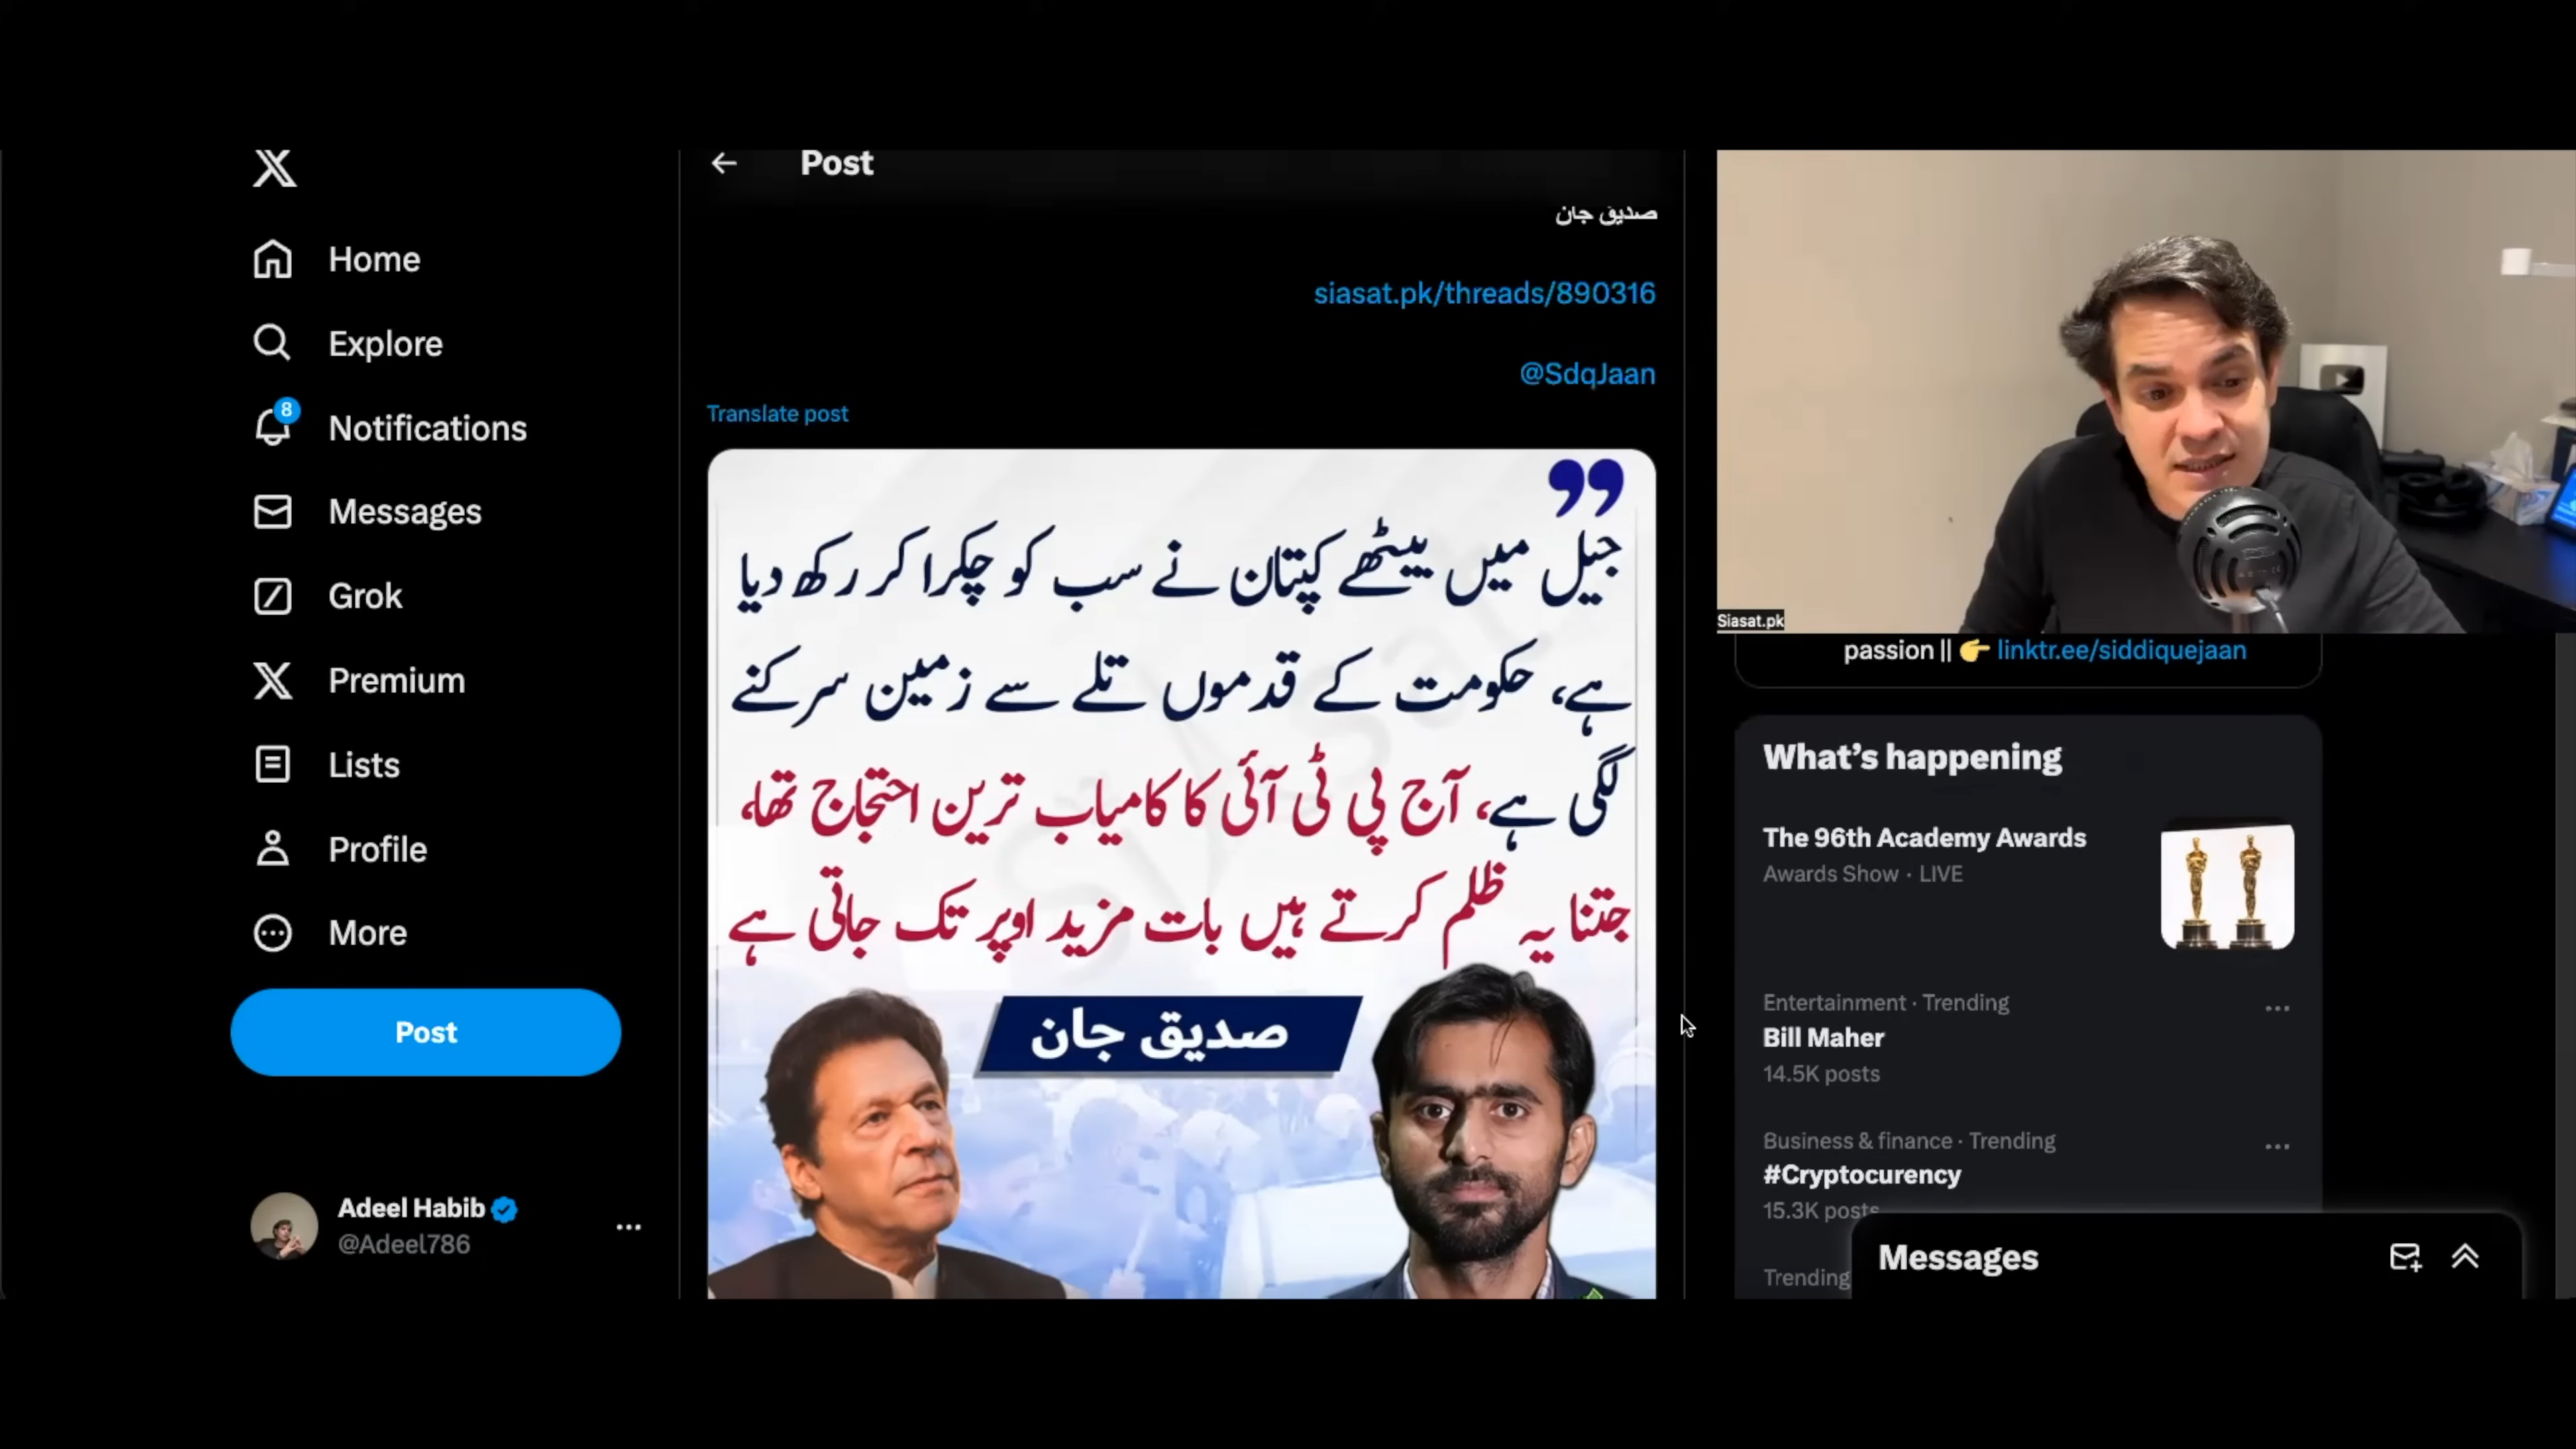 Post
صدیق جان
siasat.pk/threads/890316
@SdqJaan
Translate post
Home
Explore
8
Notifications
Messages
Grok
Premium
Lists
Profile
More
Post
Adeel Habib
@Adeel786
جیل میں بیٹھے کپتان نے سب کو چکرا کر رکھ دیا
ہے، حکومت کے قدموں تلے سے زمین سرکنے
لگی ہے، آج پی ٹی آئی کا کامیاب ترین احتجاج تھا،
جتنا یہ ظلم کرتے ہیں بات مزید اوپر تک جاتی ہے
صدیق جان
Siasat.pk
passion || 👉 linktr.ee/siddiquejaan
What's happening
The 96th Academy Awards
Awards Show · LIVE
Entertainment · Trending
Bill Maher
14.5K posts
Business & finance · Trending
#Cryptocurency
15.3K posts
Trending
Messages